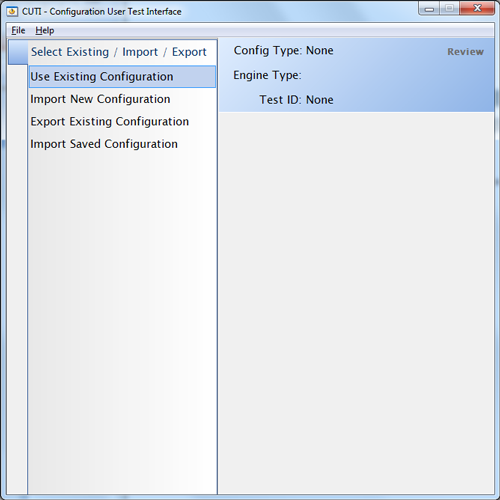 CUTI - Configuration User Test Interface
File Help
Select Existing / Import / Export
Use Existing Configuration
Import New Configuration
Export Existing Configuration
Import Saved Configuration
Config Type: None
Review
Engine Type:
Test ID: None